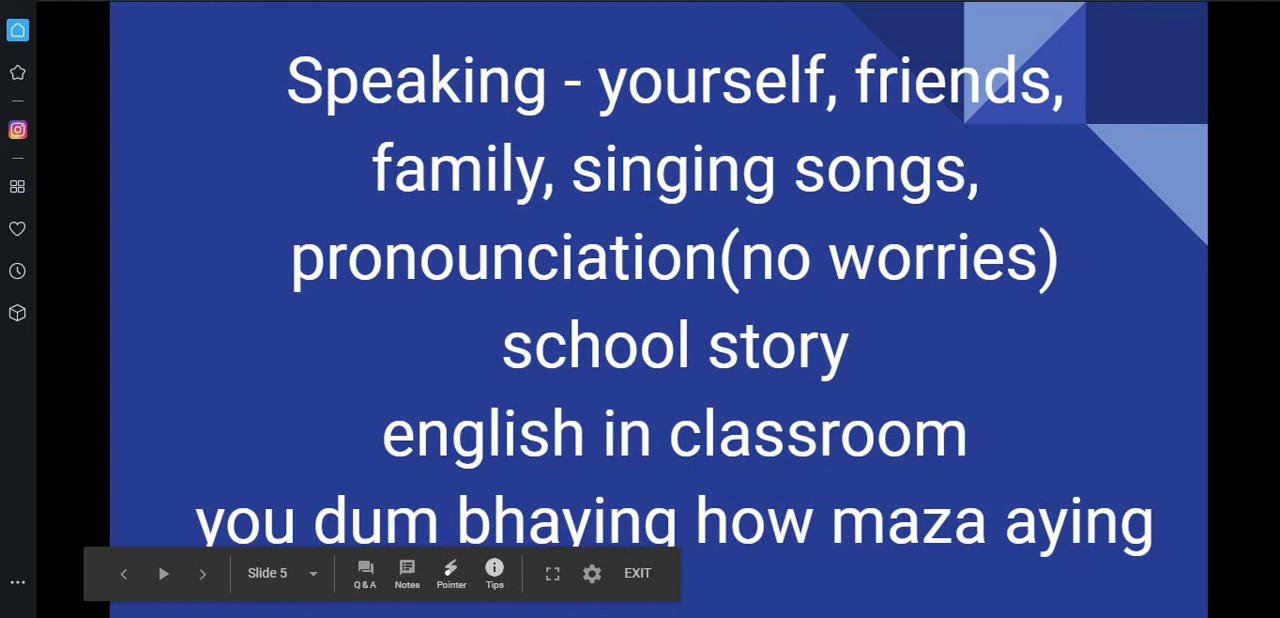 Speaking - yourself, friends,
family, singing songs,
pronounciation(no worries)
school story
english in classroom
you dum bhaying how maza aying
Slide 5
Q & A
Notes
Pointer
Tips
EXIT